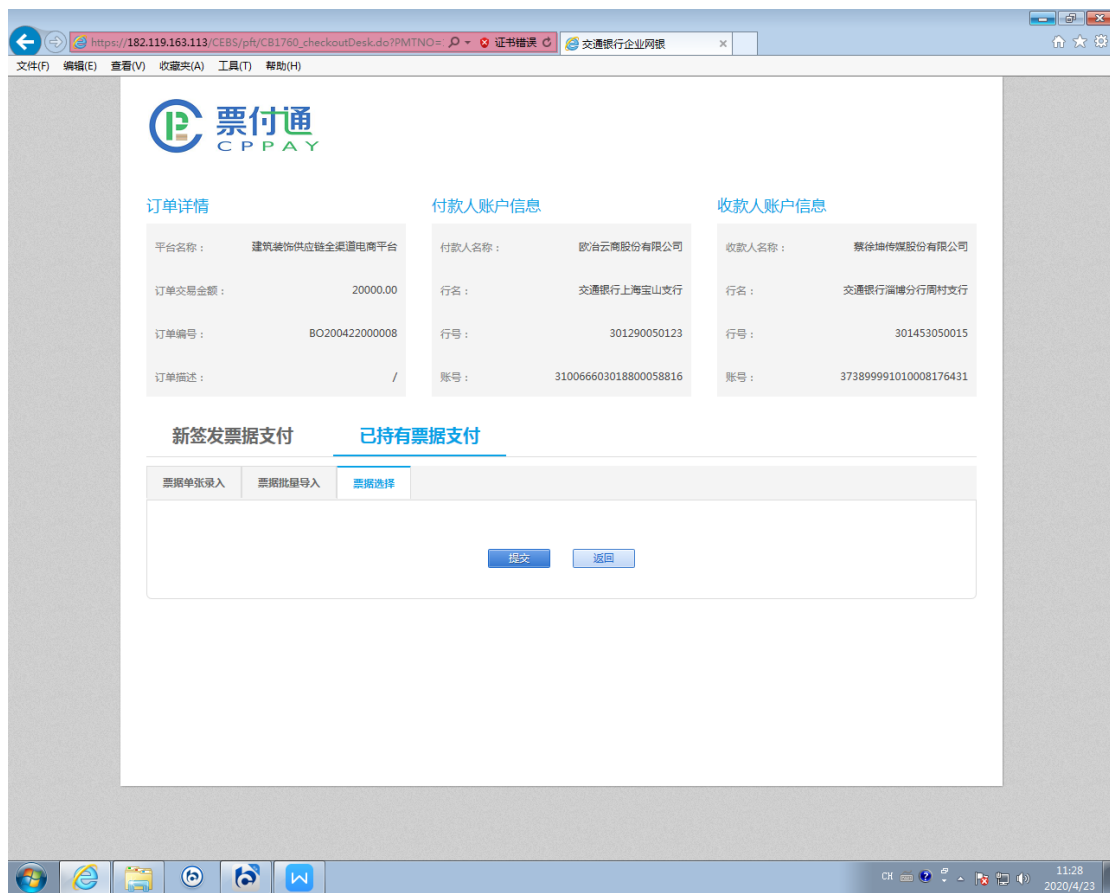 https://182.119.163.113/CEBS/pft/CB1760_checkoutDesk.do?PMTNO=
证书错误
交通银行企业网银
文件(F) 编辑(E) 查看(V) 收藏夹(A) 工具(T) 帮助(H)
票付通
CPPAY
订单详情
平台名称： 建筑装饰供应链全渠道电商平台
订单交易金额： 20000.00
订单编号： BO200422000008
订单描述： /
付款人账户信息
付款人名称： 欧冶云商股份有限公司
行名： 交通银行上海宝山支行
行号： 301290050123
账号： 310066603018800058816
收款人账户信息
收款人名称： 蔡徐坤传媒股份有限公司
行名： 交通银行淄博分行周村支行
行号： 301453050015
账号： 373899991010008176431
新签发票据支付 已持有票据支付
票据单张录入 票据批量导入 票据选择
提交 返回
CH
11:28
2020/4/23